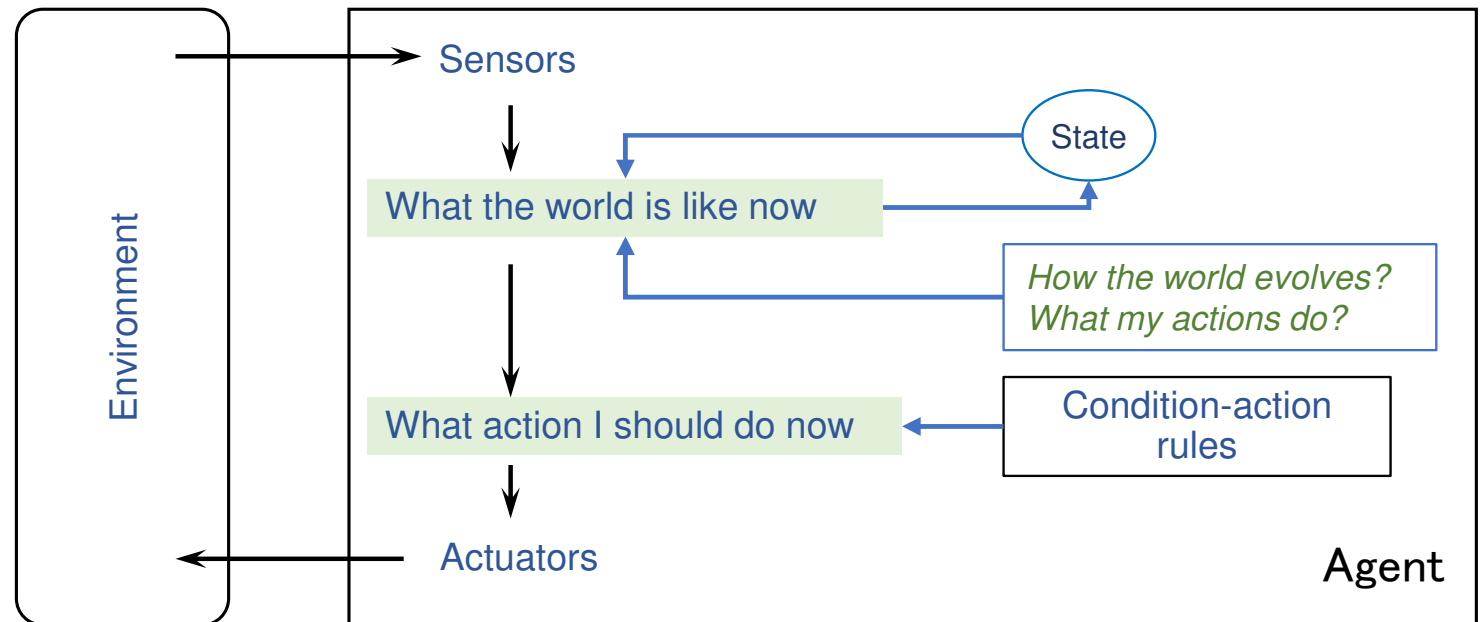 Environment
Sensors
State
What the world is like now
How the world evolves?
What my actions do?
What action I should do now
Condition-action
rules
Actuators
Agent